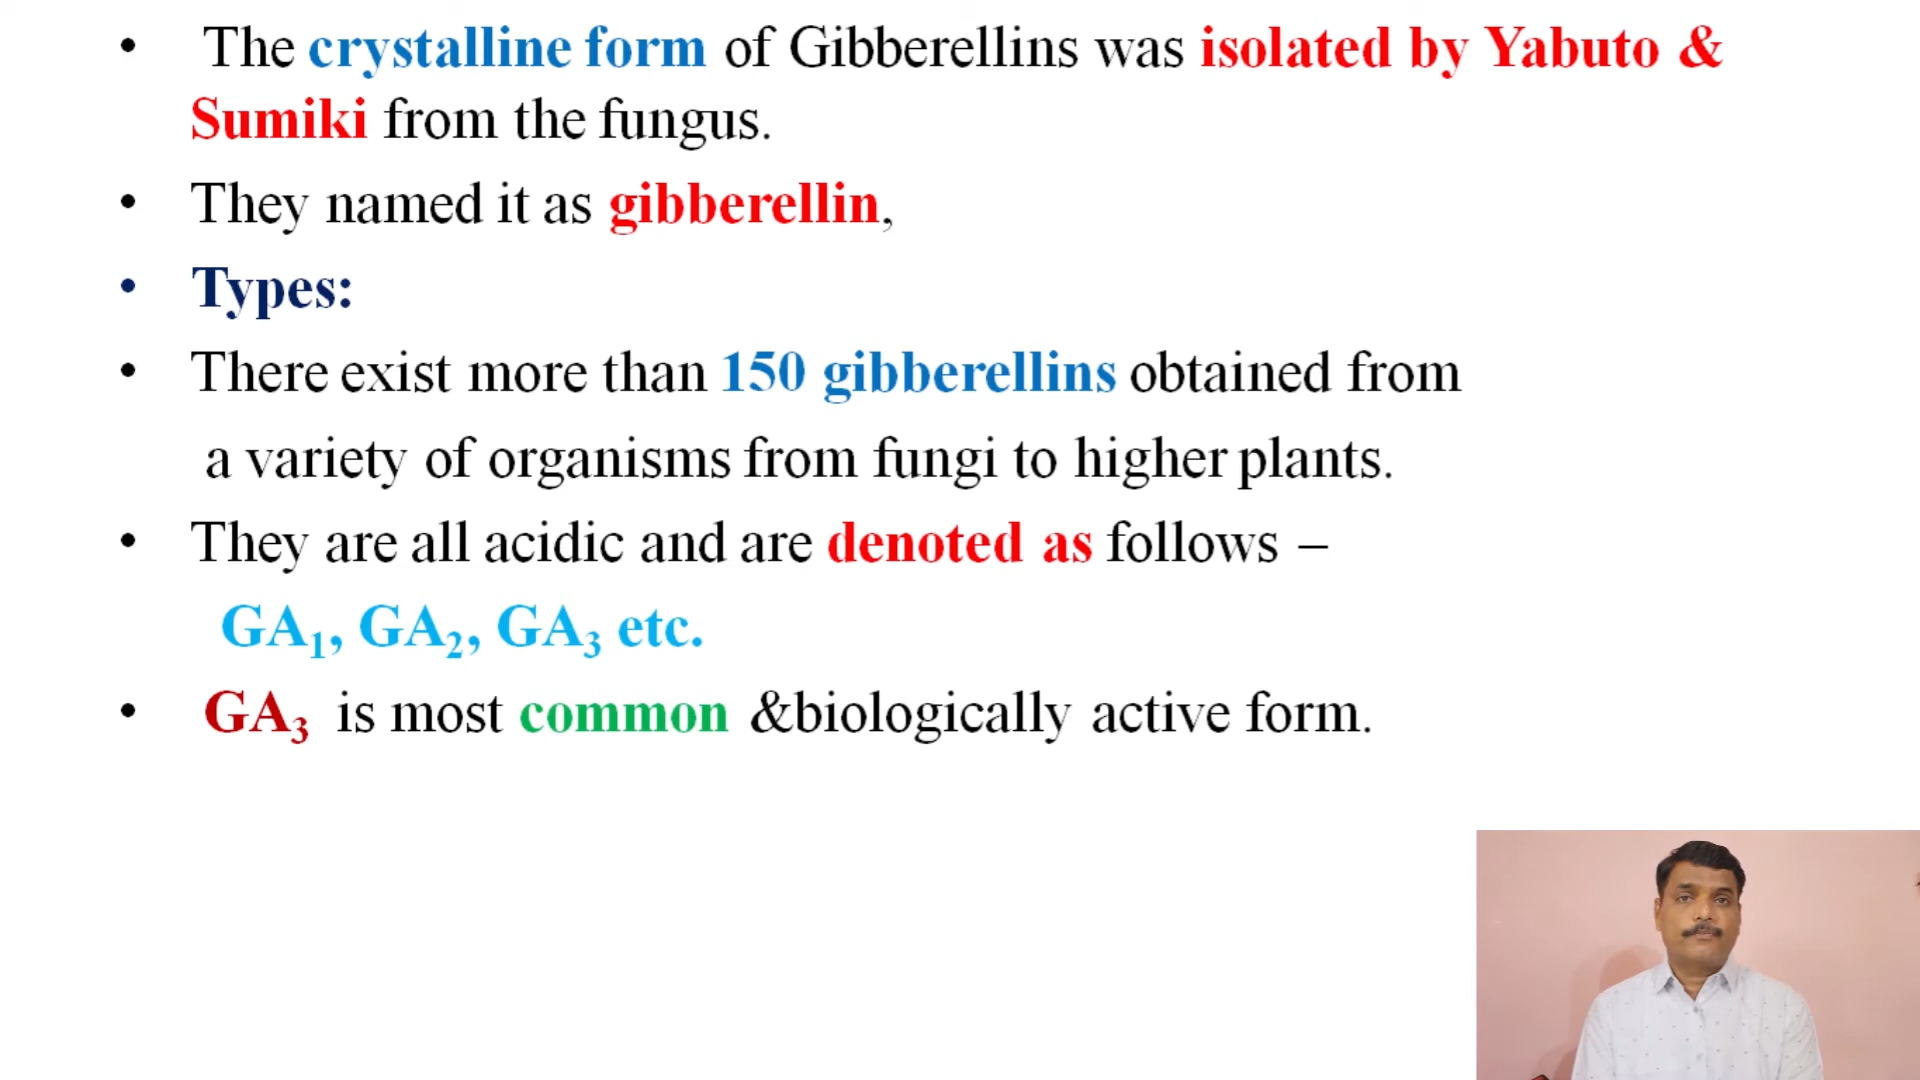 • The crystalline form of Gibberellins was isolated by Yabuto &
Sumiki from the fungus.
• They named it as gibberellin,
• Types:
• There exist more than 150 gibberellins obtained from
a variety of organisms from fungi to higher plants.
• They are all acidic and are denoted as follows –
GA₁, GA₂, GA₃ etc.
• GA₃ is most common &biologically active form.